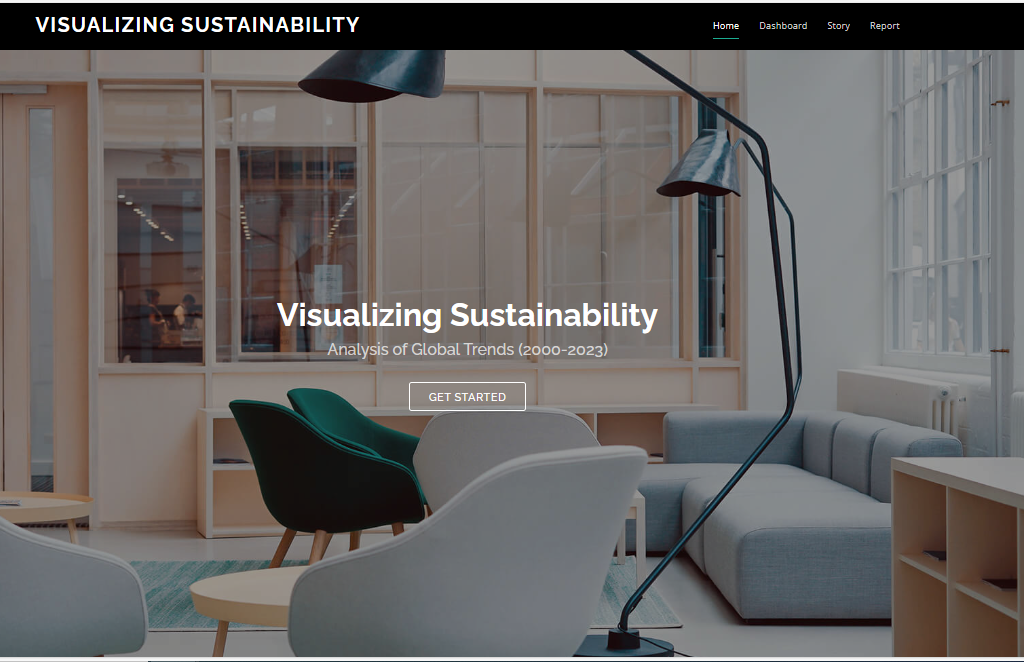 VISUALIZING SUSTAINABILITY
Home Dashboard Story Report
Visualizing Sustainability
Analysis of Global Trends (2000-2023)
GET STARTED